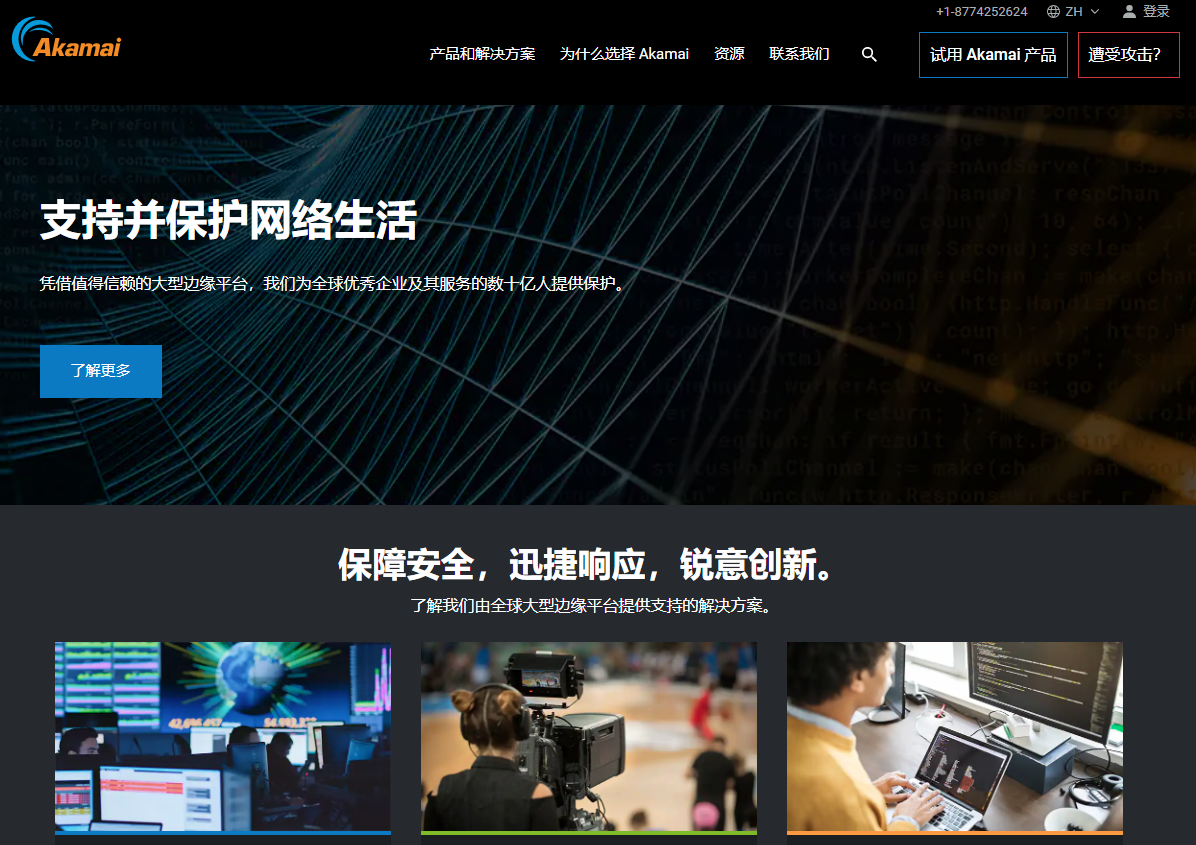 +1-8774252624 ZH 登录
Akamai
产品和解决方案 为什么选择 Akamai 资源 联系我们 试用 Akamai 产品 遭受攻击?
支持并保护网络生活
凭借值得信赖的大型边缘平台，我们为全球优秀企业及其服务的数十亿人提供保护。
了解更多
保障安全，迅捷响应，锐意创新。
了解我们由全球大型边缘平台提供支持的解决方案。